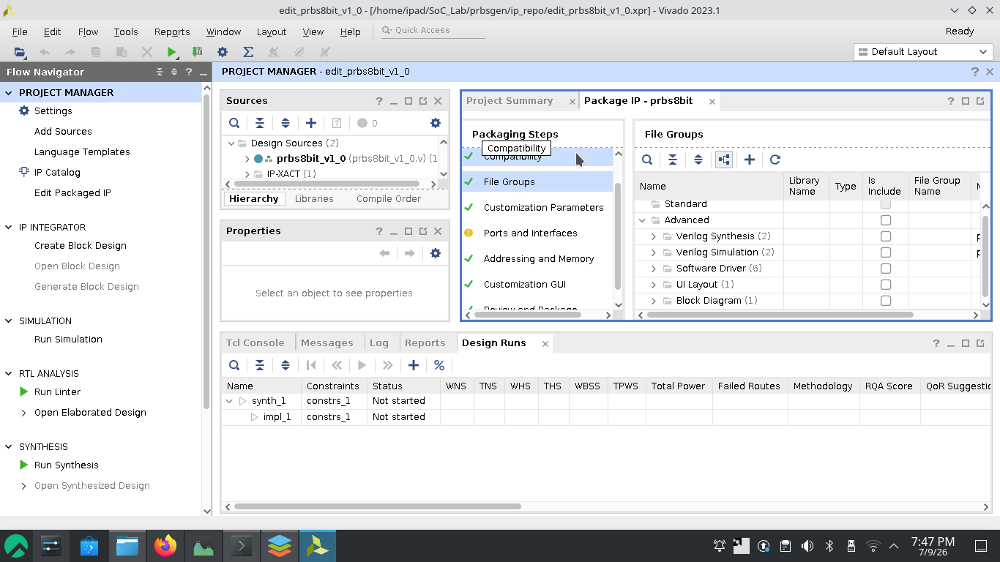 edit_prbs8bit_v1_0 - [/home/ipad/SoC_Lab/prbsgen/ip_repo/edit_prbs8bit_v1_0.xpr] - Vivado 2023.1
File Edit Flow Tools Reports Window Layout View Help Quick Access Ready
Default Layout
Flow Navigator
PROJECT MANAGER
Settings
Add Sources
Language Templates
IP Catalog
Edit Packaged IP
IP INTEGRATOR
Create Block Design
Open Block Design
Generate Block Design
SIMULATION
Run Simulation
RTL ANALYSIS
Run Linter
Open Elaborated Design
SYNTHESIS
Run Synthesis
Open Synthesized Design
PROJECT MANAGER - edit_prbs8bit_v1_0
Sources
0
Design Sources (2)
prbs8bit_v1_0 (prbs8bit_v1_0.v) (1
IP-XACT (1)
Hierarchy Libraries Compile Order
Properties
Select an object to see properties
Project Summary Package IP - prbs8bit
Packaging Steps
Compatibility
Compatibility
File Groups
Customization Parameters
Ports and Interfaces
Addressing and Memory
Customization GUI
Review and Package
File Groups
Name Library Name Type Is Include File Group Name M
Standard
Advanced
Verilog Synthesis (2) p
Verilog Simulation (2) p
Software Driver (6)
UI Layout (1)
Block Diagram (1)
Tcl Console Messages Log Reports Design Runs
Name Constraints Status WNS TNS WHS THS WBSS TPWS Total Power Failed Routes Methodology RQA Score QoR Suggestic
synth_1 constrs_1 Not started
impl_1 constrs_1 Not started
7:47 PM
7/9/26